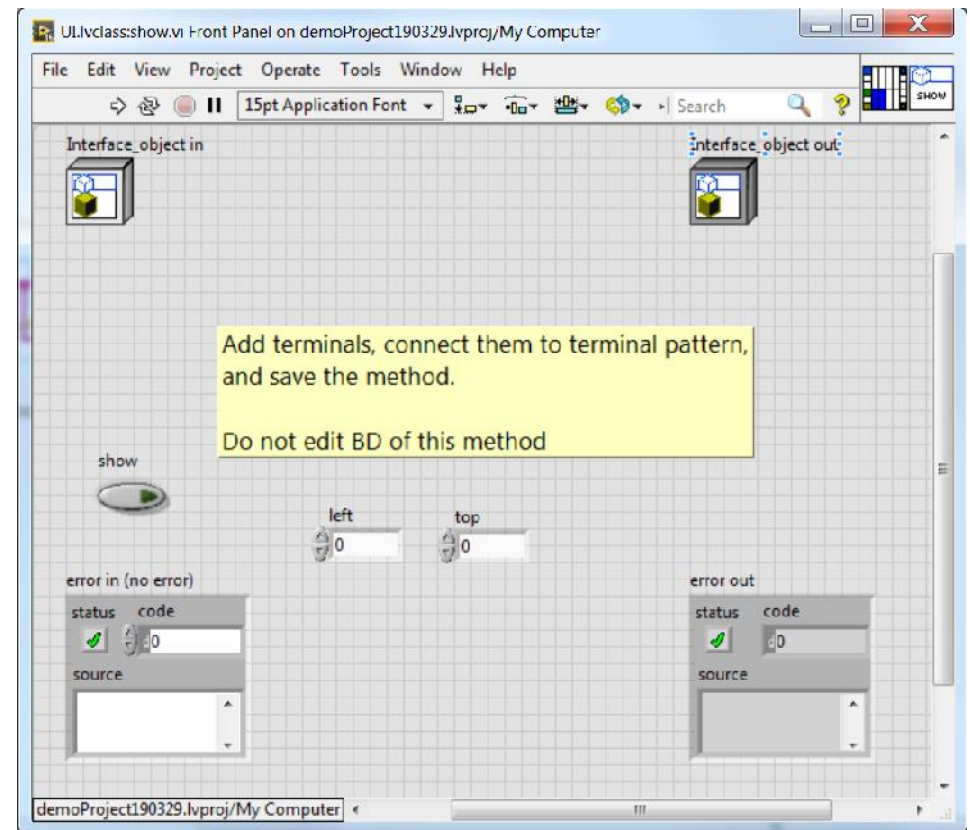 UI.lvclass:show.vi Front Panel on demoProject190329.lvproj/My Computer
File Edit View Project Operate Tools Window Help
15pt Application Font Search SHOW
Interface_object in
Interface_object out
Add terminals, connect them to terminal pattern,
and save the method.
Do not edit BD of this method
show
left top
0 0
error in (no error)
status code
0
source
error out
status code
0
source
demoProject190329.lvproj/My Computer